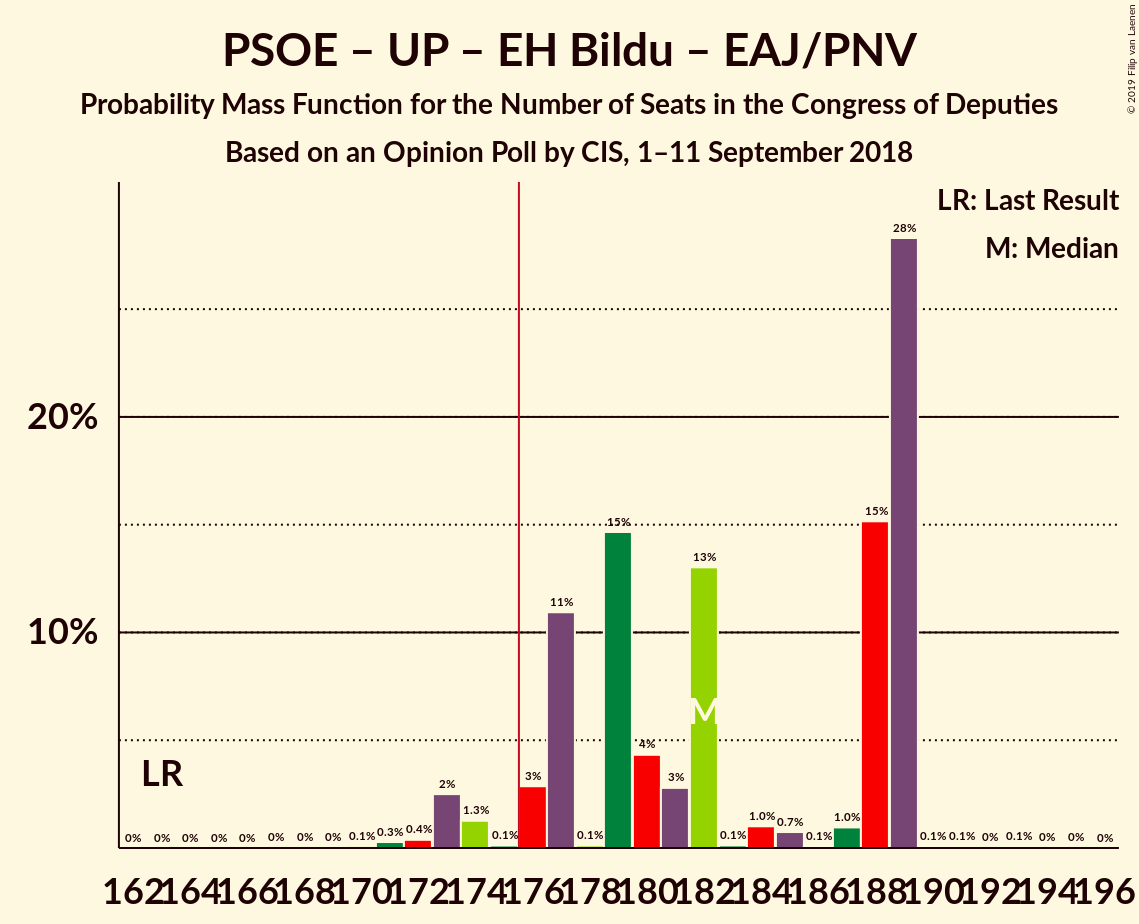 PSOE – UP – EH Bildu – EAJ/PNV
Probability Mass Function for the Number of Seats in the Congress of Deputies
Based on an Opinion Poll by CIS, 1–11 September 2018
© 2019 Filip van Laenen
LR: Last Result
M: Median
20%
10%
LR
M
0% 0% 0% 0% 0% 0% 0% 0% 0.1% 0.3% 0.4% 2% 1.3% 0.1% 3% 11% 0.1% 15% 4% 3% 13% 0.1% 1.0% 0.7% 0.1% 1.0% 15% 28% 0.1% 0.1% 0% 0.1% 0% 0% 0%
162 164 166 168 170 172 174 176 178 180 182 184 186 188 190 192 194 196